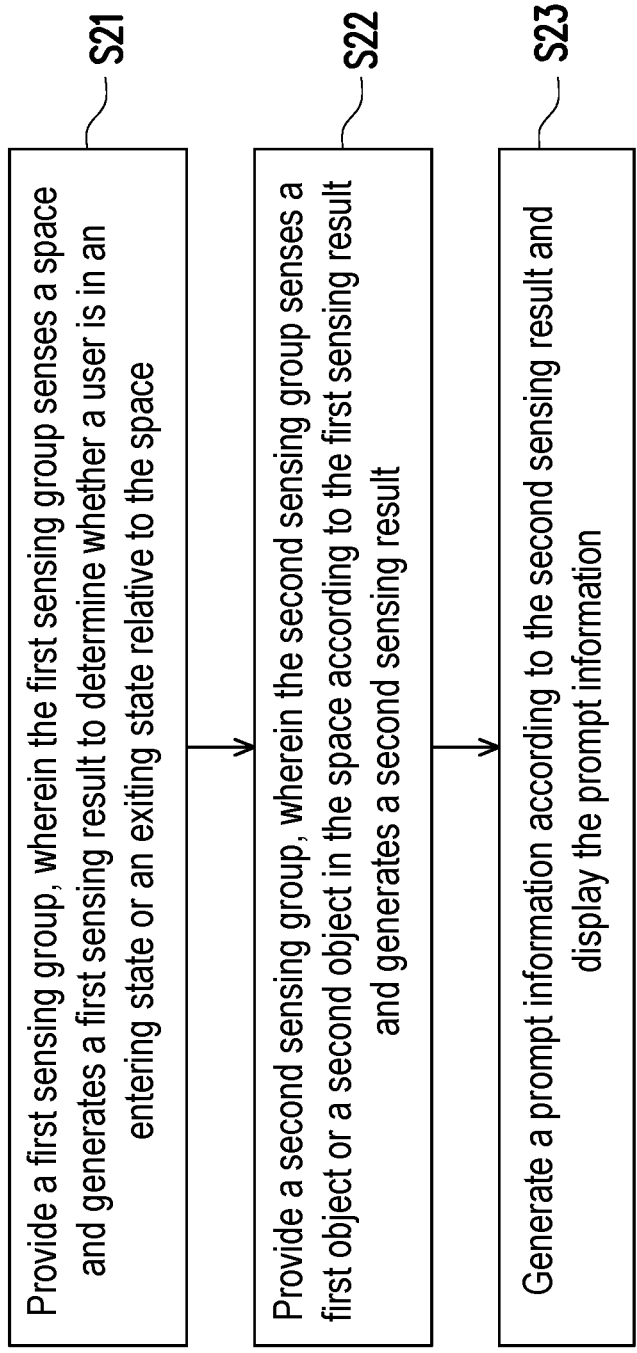 Provide a first sensing group, wherein the first sensing group senses a space
and generates a first sensing result to determine whether a user is in an
entering state or an exiting state relative to the space
S21
Provide a second sensing group, wherein the second sensing group senses a
first object or a second object in the space according to the first sensing result
and generates a second sensing result
S22
Generate a prompt information according to the second sensing result and
display the prompt information
S23